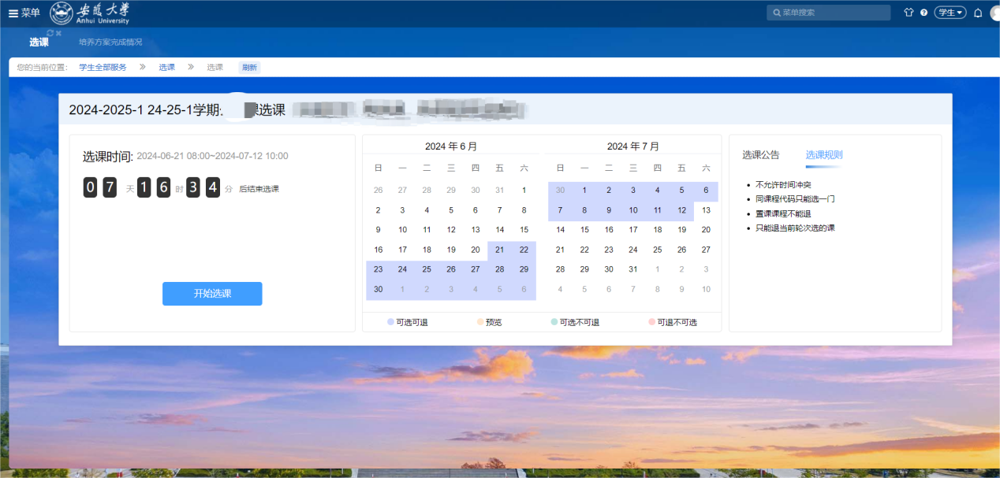 菜单
安徽大学
Anhui University
菜单搜索
学生
选课
培养方案完成情况
您的当前位置: 学生全部服务 选课 选课 刷新
2024-2025-1 24-25-1学期 课选课
选课时间: 2024-06-21 08:00~2024-07-12 10:00
07 天 16 时 34 分 后结束选课
开始选课
2024 年 6 月
日 一 二 三 四 五 六
26 27 28 29 30 31 1
2 3 4 5 6 7 8
9 10 11 12 13 14 15
16 17 18 19 20 21 22
23 24 25 26 27 28 29
30 1 2 3 4 5 6
2024 年 7 月
日 一 二 三 四 五 六
30 1 2 3 4 5 6
7 8 9 10 11 12 13
14 15 16 17 18 19 20
21 22 23 24 25 26 27
28 29 30 31 1 2 3
4 5 6 7 8 9 10
可选可退 预览 可选不可退 可退不可选
选课公告 选课规则
不允许时间冲突
同课程代码只能选一门
置课课程不能退
只能退当前轮次选的课